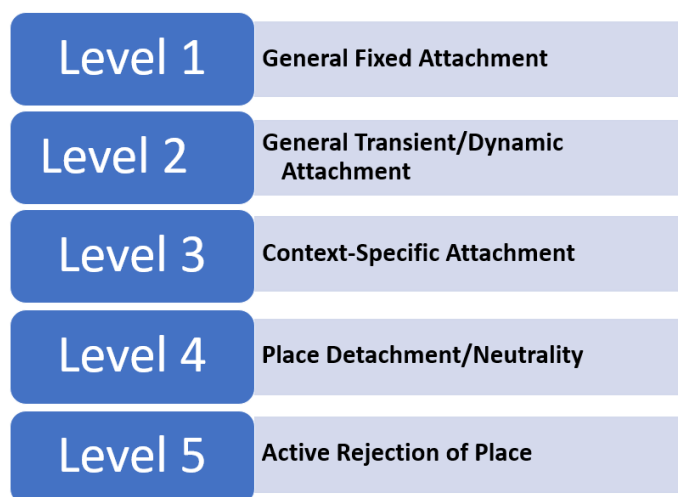 Level 1
General Fixed Attachment
Level 2
General Transient/Dynamic
Attachment
Level 3
Context-Specific Attachment
Level 4
Place Detachment/Neutrality
Level 5
Active Rejection of Place